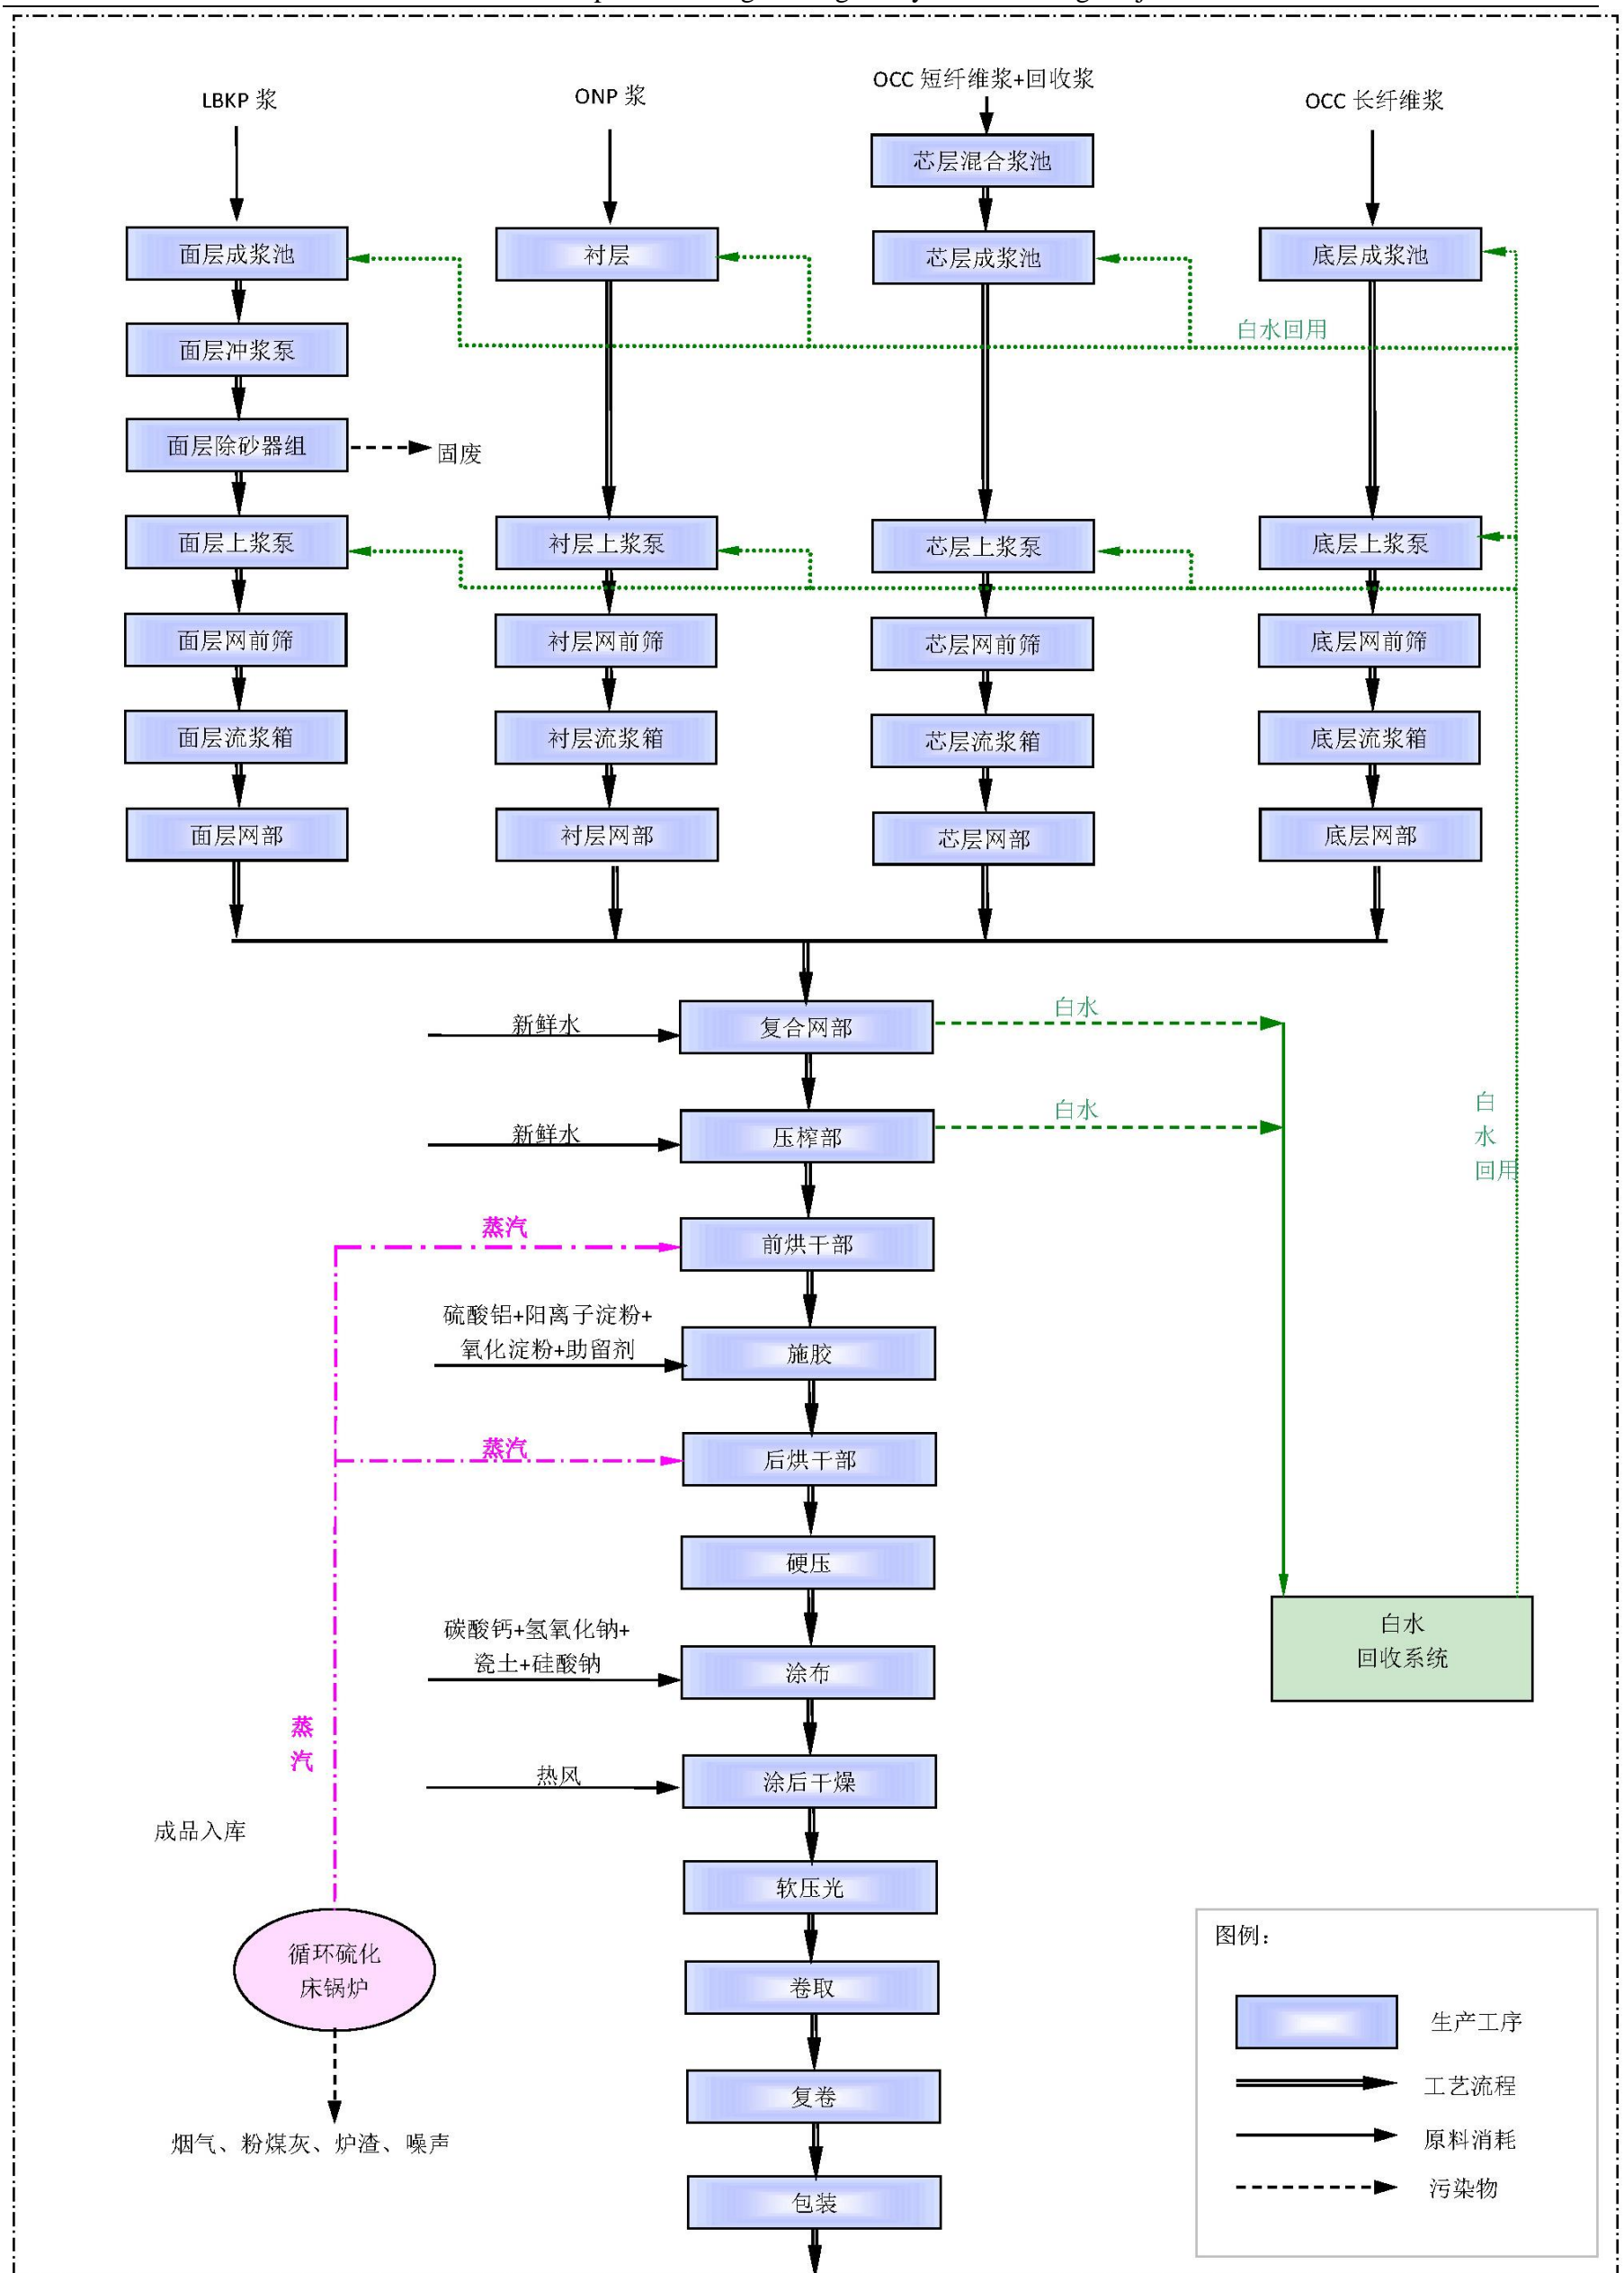 LBKP 浆
ONP 浆
OCC 短纤维浆+回收浆
OCC 长纤维浆
芯层混合浆池
面层成浆池
衬层
芯层成浆池
底层成浆池
白水回用
面层冲浆泵
面层除砂器组
固废
面层上浆泵
衬层上浆泵
芯层上浆泵
底层上浆泵
面层网前筛
衬层网前筛
芯层网前筛
底层网前筛
面层流浆箱
衬层流浆箱
芯层流浆箱
底层流浆箱
面层网部
衬层网部
芯层网部
底层网部
新鲜水
复合网部
白水
新鲜水
压榨部
白水
白
水
回用
蒸汽
前烘干部
硫酸铝+阳离子淀粉+
氧化淀粉+助留剂
施胶
蒸汽
后烘干部
硬压
碳酸钙+氢氧化钠+
瓷土+硅酸钠
涂布
白水
回收系统
蒸
汽
热风
涂后干燥
成品入库
软压光
循环硫化
床锅炉
卷取
复卷
烟气、粉煤灰、炉渣、噪声
包装
图例：
生产工序
工艺流程
原料消耗
污染物